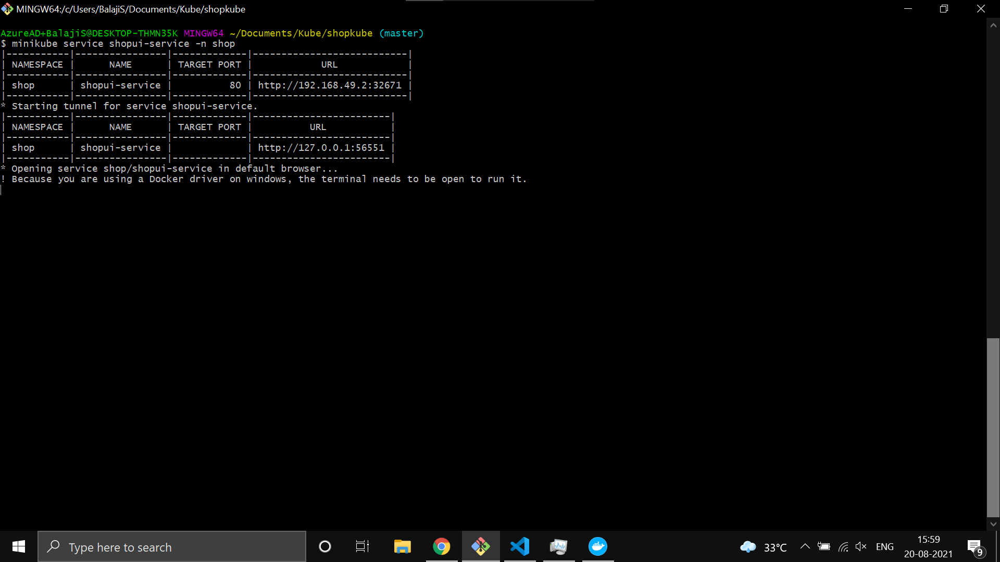 MINGW64:/c/Users/BalajiS/Documents/Kube/shopkube
AzureAD+BalajiS@DESKTOP-THMN35K MINGW64 ~/Documents/Kube/shopkube (master)
$ minikube service shopui-service -n shop
|-----------|----------------|-------------|---------------------------|
| NAMESPACE |      NAME      | TARGET PORT |            URL            |
|-----------|----------------|-------------|---------------------------|
| shop      | shopui-service |          80 | http://192.168.49.2:32671 |
|-----------|----------------|-------------|---------------------------|
* Starting tunnel for service shopui-service.
|-----------|----------------|-------------|------------------------|
| NAMESPACE |      NAME      | TARGET PORT |          URL           |
|-----------|----------------|-------------|------------------------|
| shop      | shopui-service |             | http://127.0.0.1:56551 |
|-----------|----------------|-------------|------------------------|
* Opening service shop/shopui-service in default browser...
! Because you are using a Docker driver on windows, the terminal needs to be open to run it.
Type here to search
33°C
ENG
15:59
20-08-2021
9